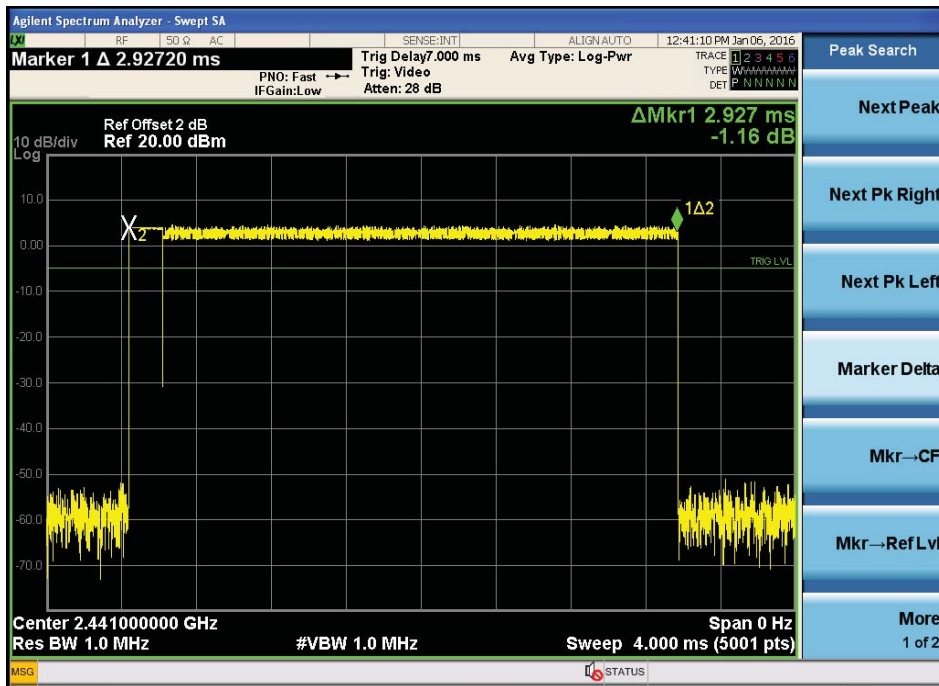 Agilent Spectrum Analyzer - Swept SA
LXI RF 50 Ω AC SENSE:INT ALIGN AUTO 12:41:10 PM Jan 06, 2016
Marker 1 Δ 2.92720 ms
PNO: Fast
IFGain:Low
Trig Delay7.000 ms
Trig: Video
Atten: 28 dB
Avg Type: Log-Pwr
TRACE 1 2 3 4 5 6
TYPE
DET P N N N N N
Ref Offset 2 dB
10 dB/div Ref 20.00 dBm
Log
ΔMkr1 2.927 ms
-1.16 dB
10.0
0.00
-10.0
-20.0
-30.0
-40.0
-50.0
-60.0
-70.0
2
1Δ2
TRIG LVL
Center 2.441000000 GHz Span 0 Hz
Res BW 1.0 MHz #VBW 1.0 MHz Sweep 4.000 ms (5001 pts)
MSG STATUS
Peak Search
Next Peak
Next Pk Right
Next Pk Left
Marker Delta
Mkr→CF
Mkr→Ref Lvl
More
1 of 2